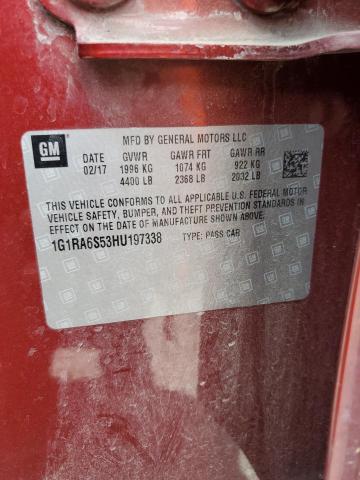 GM
MFD BY GENERAL MOTORS LLC
DATE GVWR GAWR FRT GAWR RR
02/17 1996 KG 1074 KG 922 KG
4400 LB 2368 LB 2032 LB
THIS VEHICLE CONFORMS TO ALL APPLICABLE U.S. FEDERAL MOTOR
VEHICLE SAFETY, BUMPER, AND THEFT PREVENTION STANDARDS IN
EFFECT ON THE DATE OF MANUFACTURE SHOWN ABOVE.
1G1RA6S53HU197338 TYPE: PASS CAR